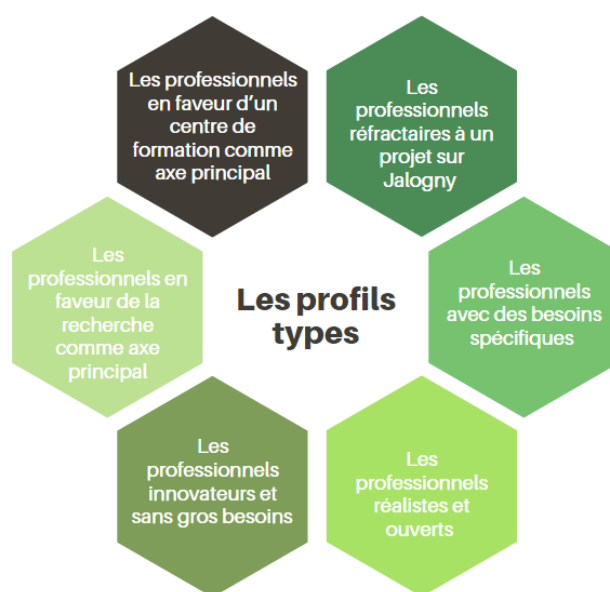 Les professionnels
en faveur d'un
centre de
formation comme
axe principal
Les
professionnels
réfractaires à un
projet sur
Jalogny
Les
professionnels en
faveur de la
recherche
comme axe
principal
Les profils
types
Les
professionnels
avec des besoins
spécifiques
Les
professionnels
innovateurs et
sans gros besoins
Les
professionnels
réalistes et
ouverts